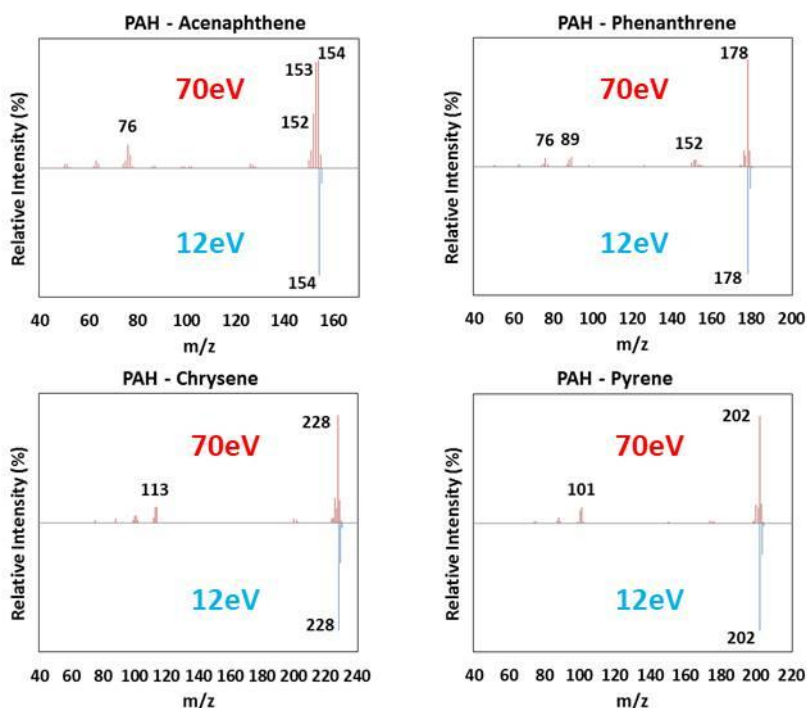 PAH - Acenaphthene
Relative Intensity (%)
70eV
12eV
154
153
152
76
154
40 60 80 100 120 140 160
m/z
PAH - Phenanthrene
Relative Intensity (%)
70eV
12eV
178
76 89
152
178
40 60 80 100 120 140 160 180 200
m/z
PAH - Chrysene
Relative Intensity (%)
70eV
12eV
228
113
228
40 60 80 100 120 140 160 180 200 220 240
m/z
PAH - Pyrene
Relative Intensity (%)
70eV
12eV
202
101
202
40 60 80 100 120 140 160 180 200 220
m/z